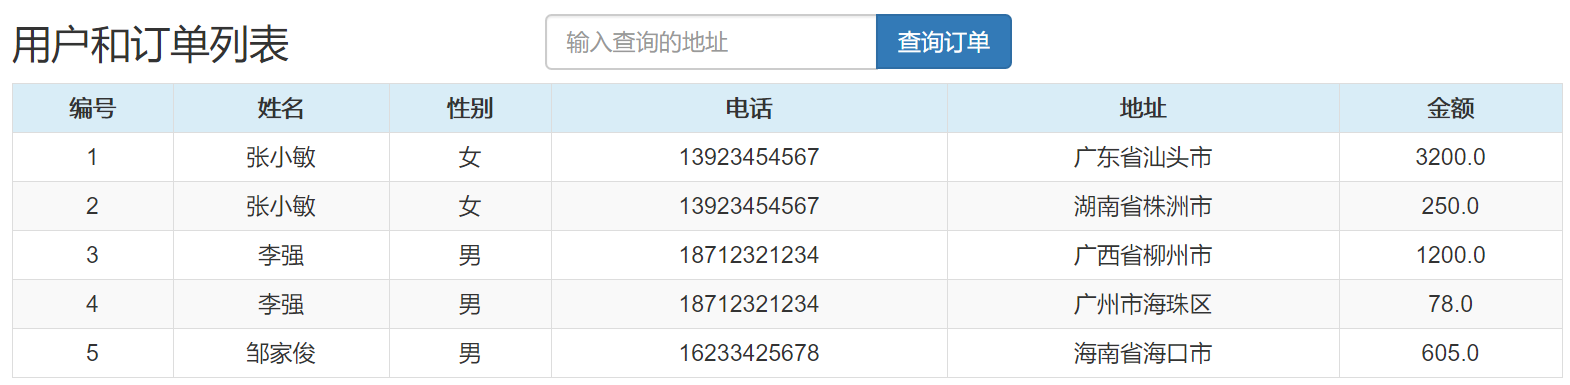 用户和订单列表 输入查询的地址 查询订单
编号 姓名 性别 电话 地址 金额
1 张小敏 女 13923454567 广东省汕头市 3200.0
2 张小敏 女 13923454567 湖南省株洲市 250.0
3 李强 男 18712321234 广西省柳州市 1200.0
4 李强 男 18712321234 广州市海珠区 78.0
5 邹家俊 男 16233425678 海南省海口市 605.0